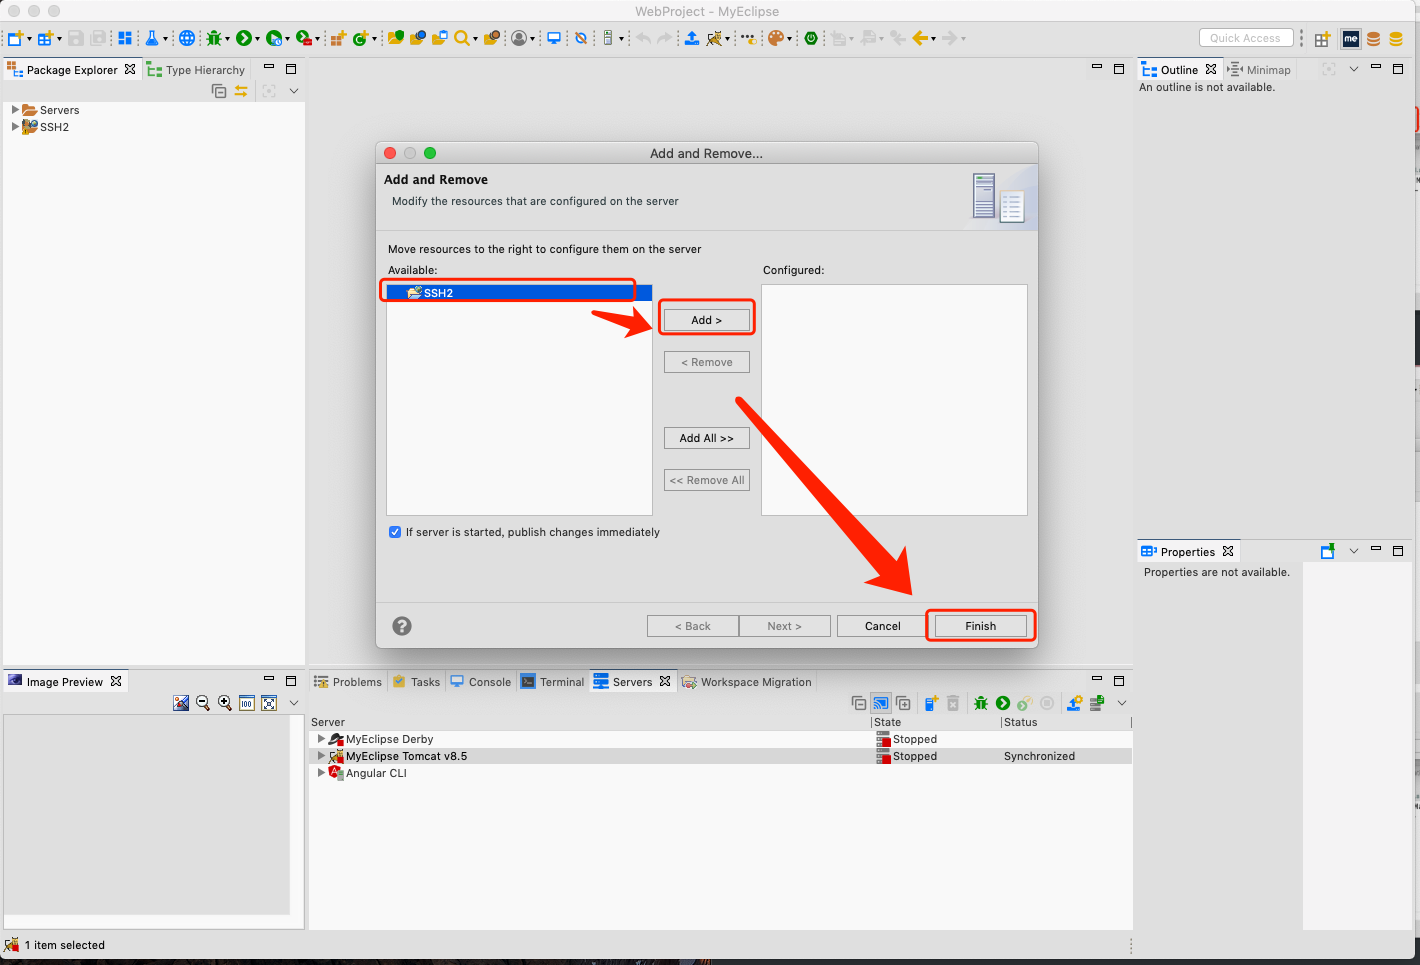 WebProject - MyEclipse
Quick Access
me
Package Explorer
Type Hierarchy
Servers
SSH2
Outline
Minimap
An outline is not available.
Add and Remove...
Add and Remove
Modify the resources that are configured on the server
Move resources to the right to configure them on the server
Available:
Configured:
SSH2
Add >
< Remove
Add All >>
<< Remove All
If server is started, publish changes immediately
?
< Back
Next >
Cancel
Finish
Properties
Properties are not available.
Image Preview
100
Problems
Tasks
Console
Terminal
Servers
Workspace Migration
Server
State
Status
MyEclipse Derby
Stopped
MyEclipse Tomcat v8.5
Stopped
Synchronized
Angular CLI
1 item selected